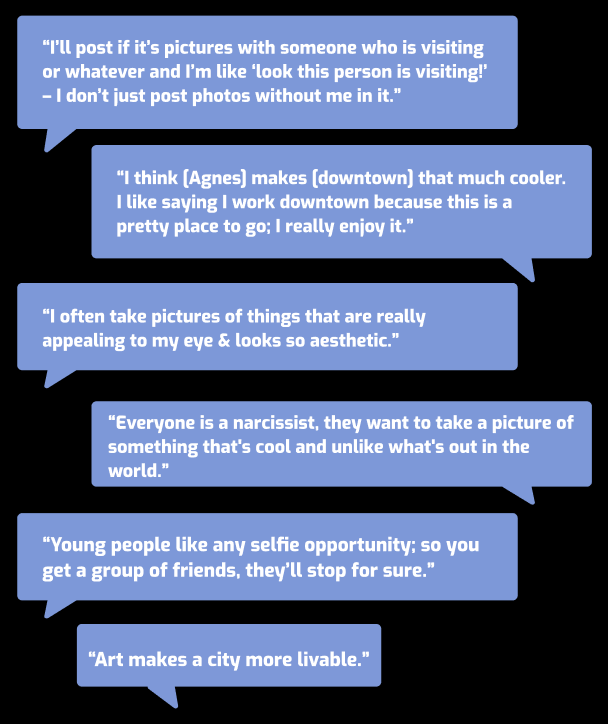 “I’ll post if it’s pictures with someone who is visiting
or whatever and I’m like ‘look this person is visiting!’
– I don’t just post photos without me in it.”
“I think [Agnes] makes [downtown] that much cooler.
I like saying I work downtown because this is a
pretty place to go; I really enjoy it.”
“I often take pictures of things that are really
appealing to my eye & looks so aesthetic.”
“Everyone is a narcissist, they want to take a picture of
something that's cool and unlike what's out in the
world.”
“Young people like any selfie opportunity; so you
get a group of friends, they’ll stop for sure.”
“Art makes a city more livable.”